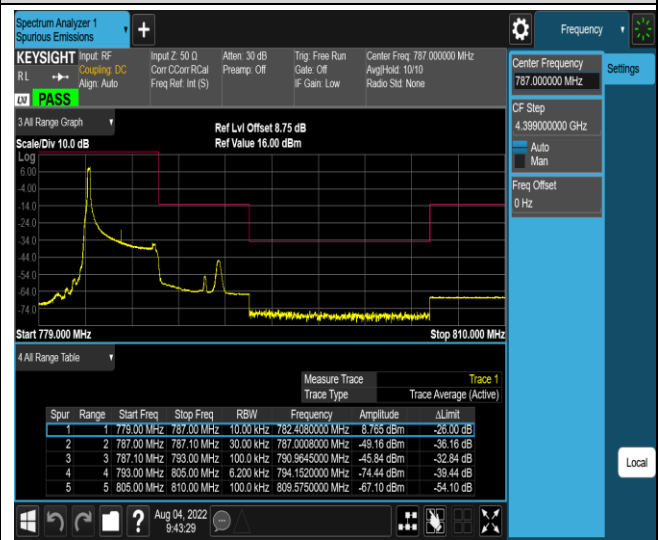 Spectrum Analyzer 1
Spurious Emissions
Frequency
KEYSIGHT Input: RF Input Z: 50 Ω Atten: 30 dB Trig: Free Run Center Freq: 787.000000 MHz
RL Coupling: DC Corr CCorr RCal Preamp: Off Gate: Off Avg|Hold: 10/10
Align: Auto Freq Ref: Int (S) IF Gain: Low Radio Std: None
LXI PASS
3 All Range Graph
Ref Lvl Offset 8.75 dB
Scale/Div 10.0 dB Ref Value 16.00 dBm
Log
6.00
-4.00
-14.0
-24.0
-34.0
-44.0
-54.0
-64.0
-74.0
Start 779.000 MHz Stop 810.000 MHz
4 All Range Table
Measure Trace Trace 1
Trace Type Trace Average (Active)
Spur Range Start Freq Stop Freq RBW Frequency Amplitude ΔLimit
1 1 779.00 MHz 787.00 MHz 10.00 kHz 782.4080000 MHz 8.765 dBm -26.00 dB
2 2 787.00 MHz 787.10 MHz 30.00 kHz 787.0008000 MHz -49.16 dBm -36.16 dB
3 3 787.10 MHz 793.00 MHz 100.0 kHz 790.9645000 MHz -45.84 dBm -32.84 dB
4 4 793.00 MHz 805.00 MHz 6.200 kHz 794.1520000 MHz -74.44 dBm -39.44 dB
5 5 805.00 MHz 810.00 MHz 100.0 kHz 809.5750000 MHz -67.10 dBm -54.10 dB
Center Frequency
787.000000 MHz
Settings
CF Step
4.399000000 GHz
Auto
Man
Freq Offset
0 Hz
Local
Aug 04, 2022
9:43:29